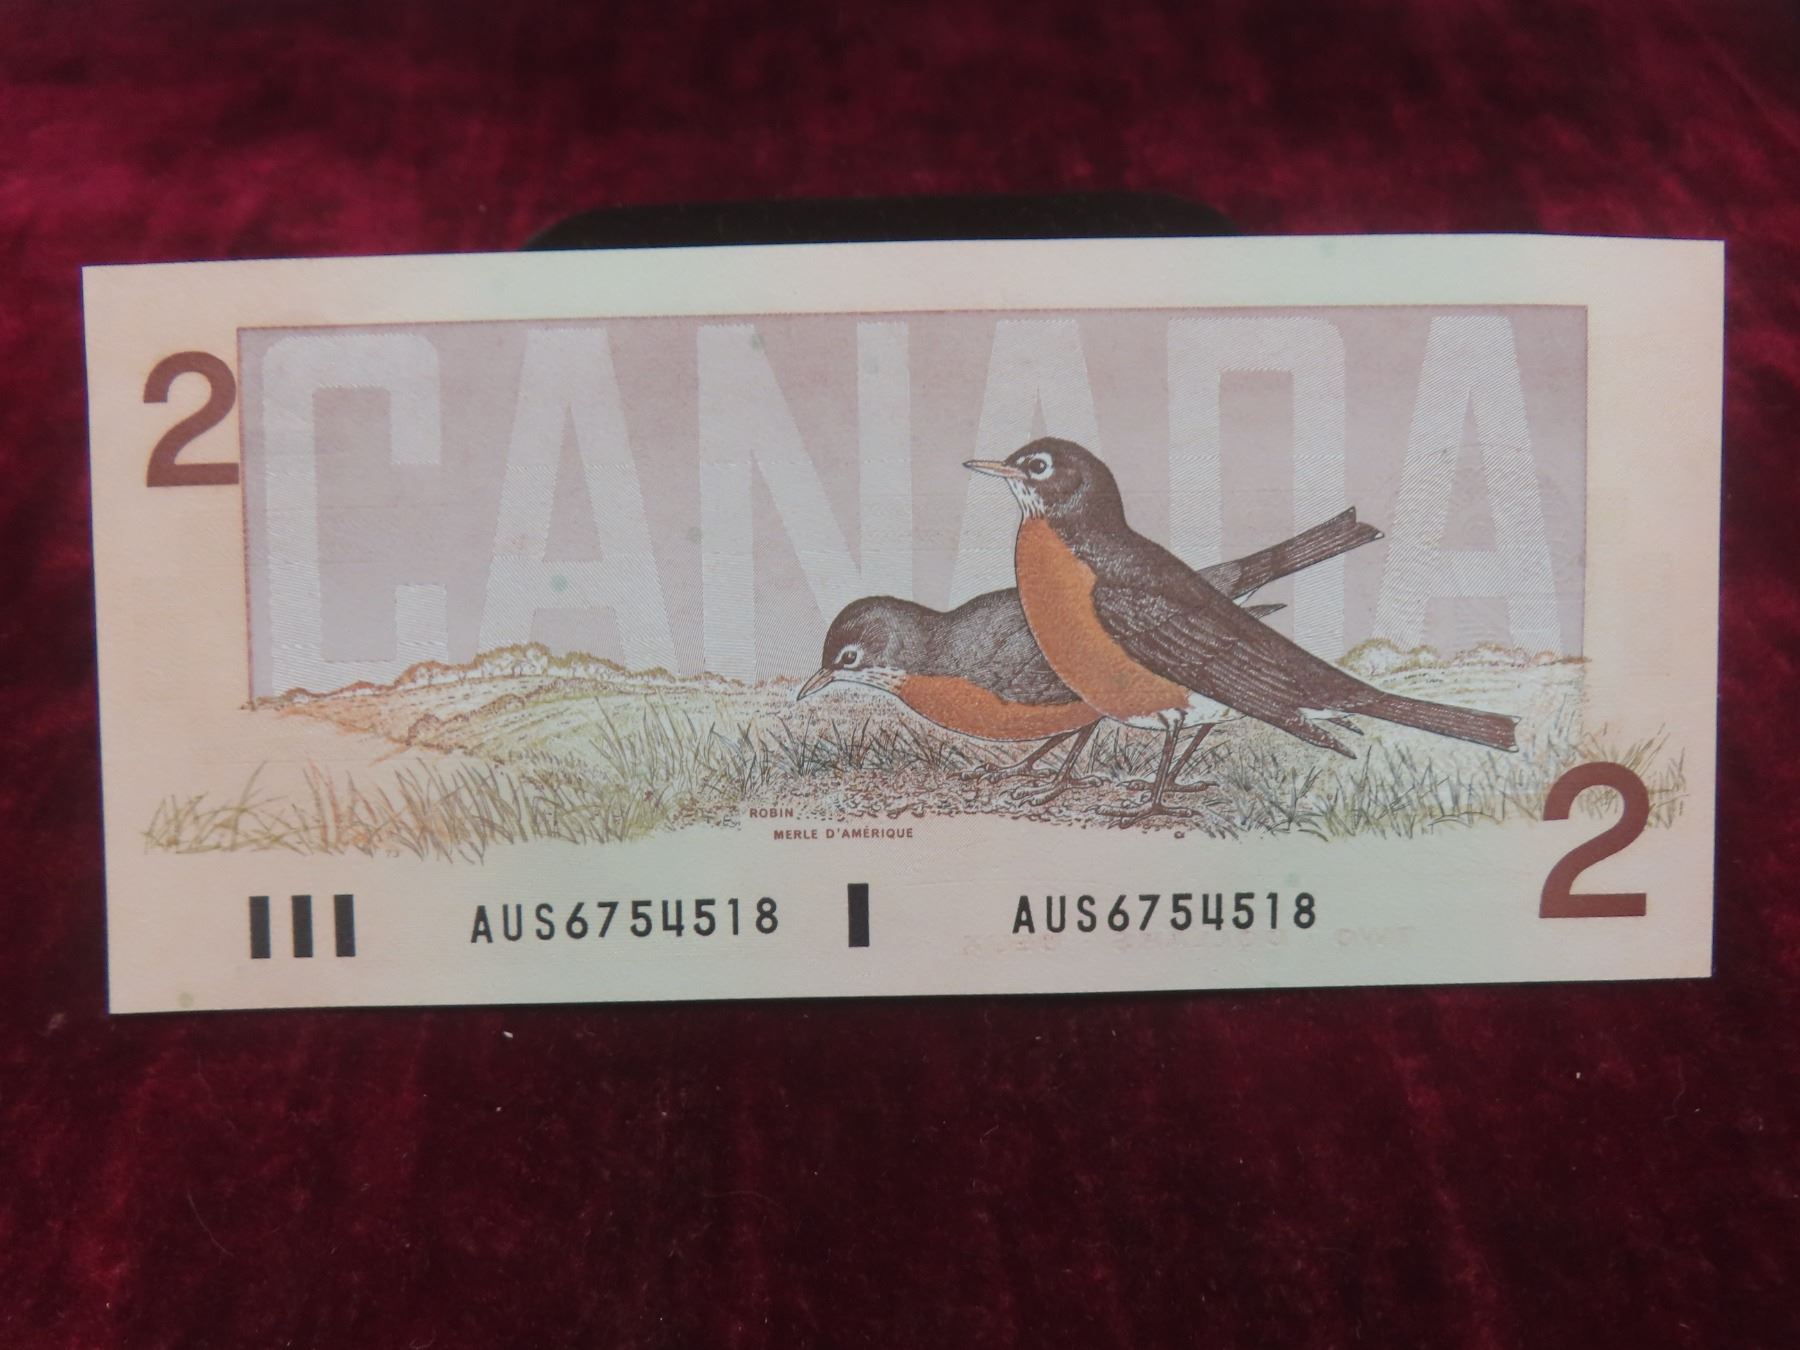 CANADA
2
ROBIN
MERLE D'AMÉRIQUE
2
AUS6754518 AUS6754518